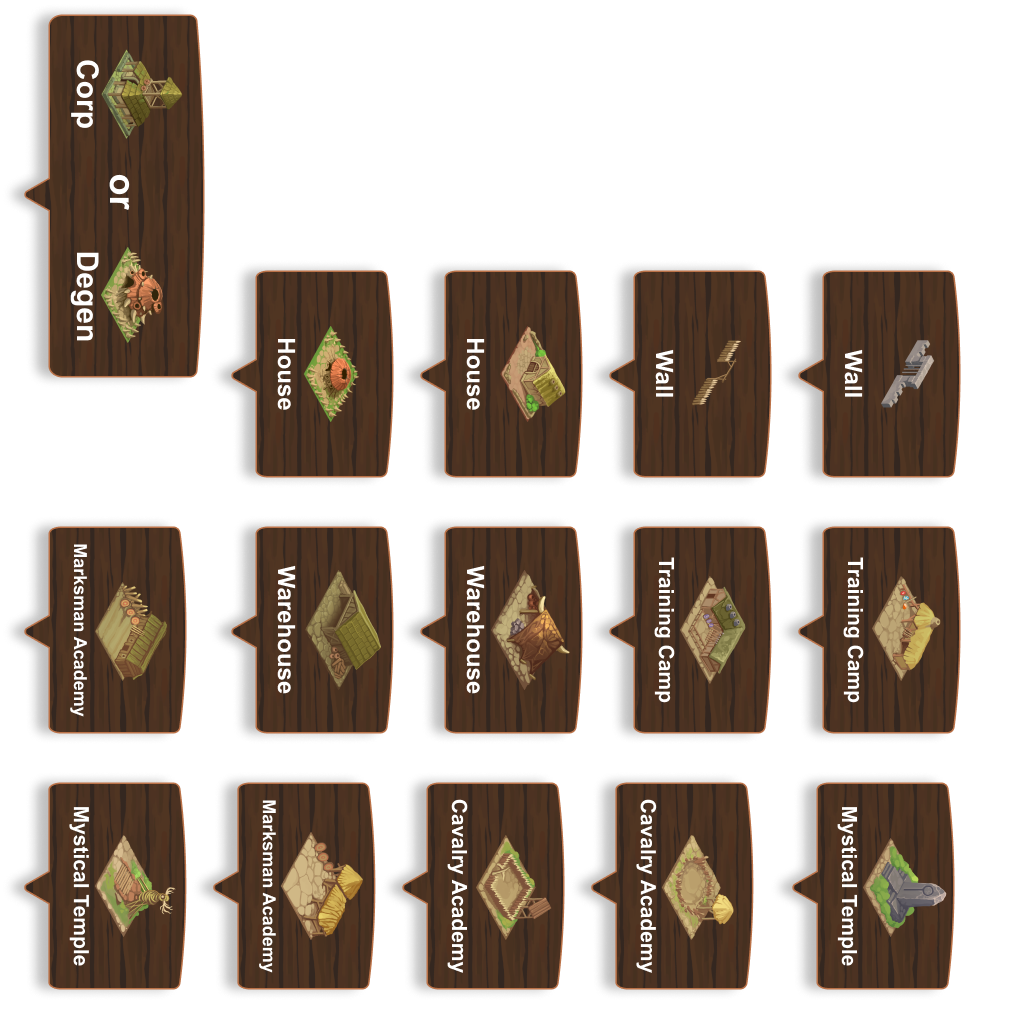 Wall
Training Camp
Mystical Temple
Wall
Training Camp
Cavalry Academy
House
Warehouse
Cavalry Academy
House
Warehouse
Marksman Academy
Corp or Degen
Marksman Academy
Mystical Temple